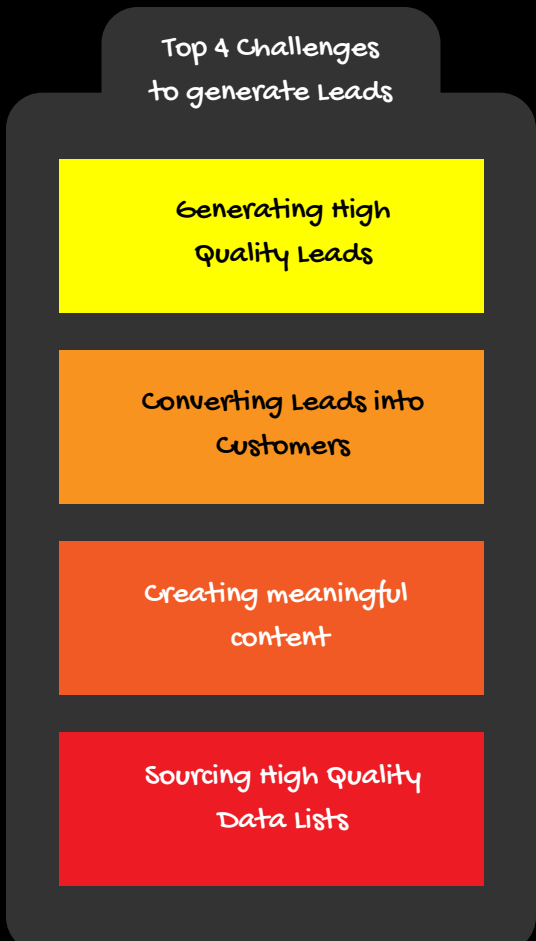 Top 4 Challenges
to generate Leads
Generating High
Quality Leads
Converting Leads into
Customers
Creating meaningful
content
Sourcing High Quality
Data Lists